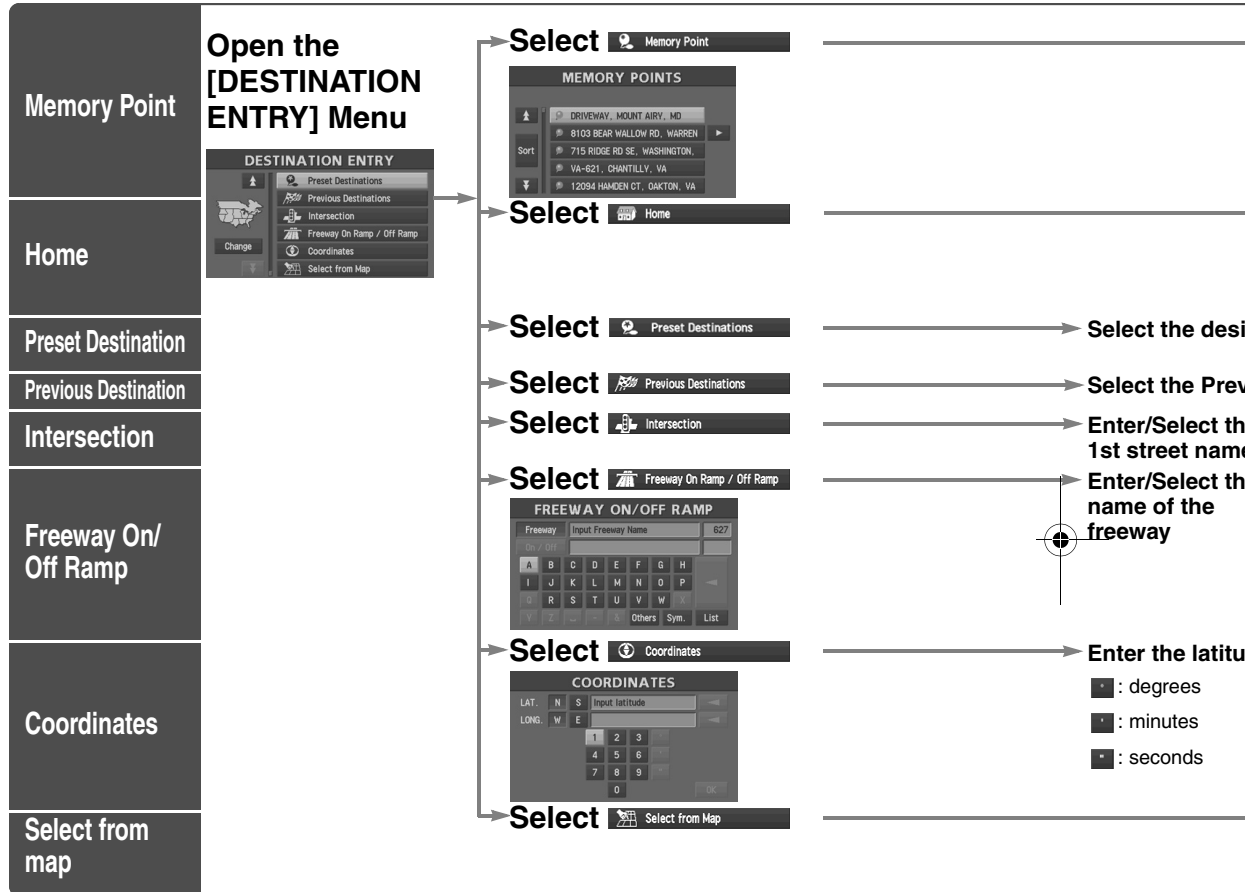 Memory Point
Open the
[DESTINATION
ENTRY] Menu
DESTINATION ENTRY
Preset Destinations
Previous Destinations
Intersection
Freeway On Ramp / Off Ramp
Coordinates
Select from Map
Change
Select Memory Point
MEMORY POINTS
DRIVEWAY, MOUNT AIRY, MD
8103 BEAR WALLOW RD, WARREN
Sort
715 RIDGE RD SE, WASHINGTON,
VA-621, CHANTILLY, VA
12094 HAMDEN CT, OAKTON, VA
Home
Select Home
Preset Destination
Select Preset Destinations
Select the desi
Previous Destination
Select Previous Destinations
Select the Prev
Intersection
Select Intersection
Enter/Select th
1st street name
Freeway On/
Off Ramp
Select Freeway On Ramp / Off Ramp
Enter/Select th
name of the
freeway
FREEWAY ON/OFF RAMP
Freeway Input Freeway Name 627
On / Off
A B C D E F G H
I J K L M N O P
Q R S T U V W X
Y Z - & Others Sym. List
Coordinates
Select Coordinates
Enter the latitu
COORDINATES
LAT. N S Input latitude
LONG. W E
1 2 3 °
4 5 6 '
7 8 9 "
0 OK
° : degrees
' : minutes
" : seconds
Select from
map
Select Select from Map